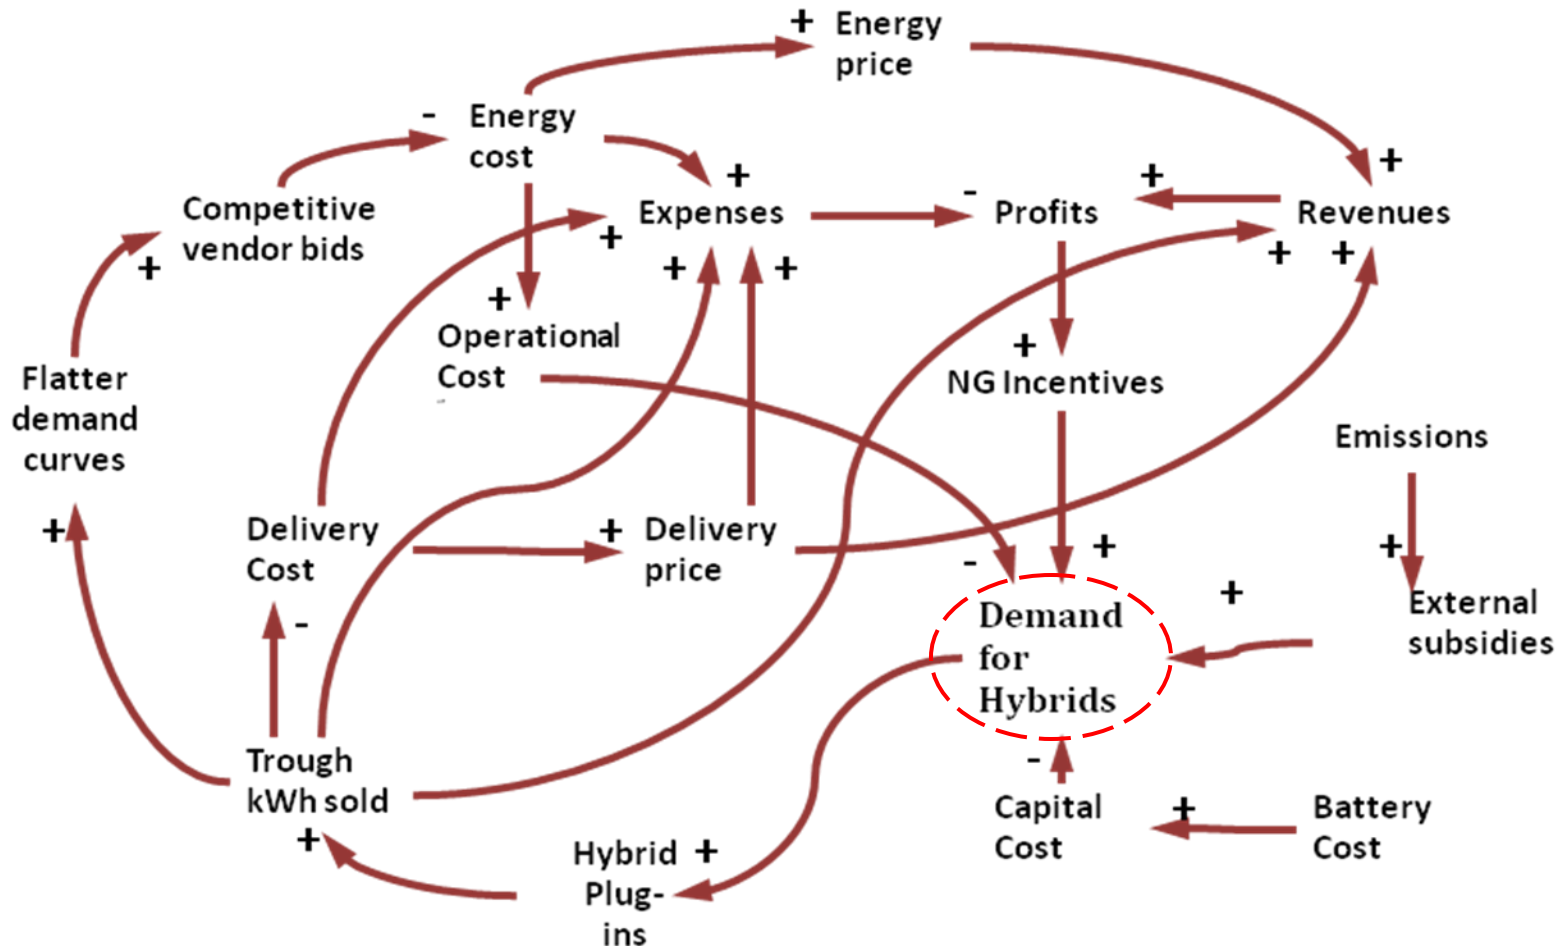 + Energy
price
- Energy
cost
+
+
+
- Profits
+
Revenues
Competitive
vendor bids
Expenses
+
+
+
+
+
+
+
Operational
Cost
+
NG Incentives
Flatter
demand
curves
Emissions
+
Delivery
Cost
+
Delivery
price
-
+
+
+
External
subsidies
-
Demand
for
Hybrids
Trough
kWh sold
+
-
Capital
Cost
+
Battery
Cost
Hybrid +
Plug-
ins